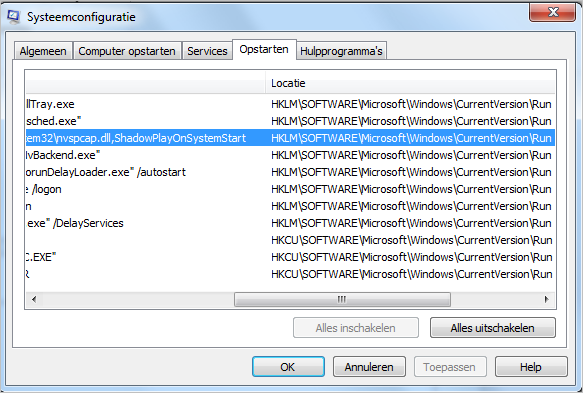 Systeemconfiguratie
Algemeen Computer opstarten Services Opstarten Hulpprogramma's
Locatie
llTray.exe HKLM\SOFTWARE\Microsoft\Windows\CurrentVersion\Run
sched.exe" HKLM\SOFTWARE\Microsoft\Windows\CurrentVersion\Run
tem32\nvspcap.dll,ShadowPlayOnSystemStart HKLM\SOFTWARE\Microsoft\Windows\CurrentVersion\Run
lvBackend.exe" HKLM\SOFTWARE\Microsoft\Windows\CurrentVersion\Run
orunDelayLoader.exe" /autostart HKLM\SOFTWARE\Microsoft\Windows\CurrentVersion\Run
e /logon HKLM\SOFTWARE\Microsoft\Windows\CurrentVersion\Run
n HKLM\SOFTWARE\Microsoft\Windows\CurrentVersion\Run
.exe" /DelayServices HKLM\SOFTWARE\Microsoft\Windows\CurrentVersion\Run
HKCU\SOFTWARE\Microsoft\Windows\CurrentVersion\Run
C.EXE" HKCU\SOFTWARE\Microsoft\Windows\CurrentVersion\Run
R HKCU\SOFTWARE\Microsoft\Windows\CurrentVersion\Run
Alles inschakelen Alles uitschakelen
OK Annuleren Toepassen Help